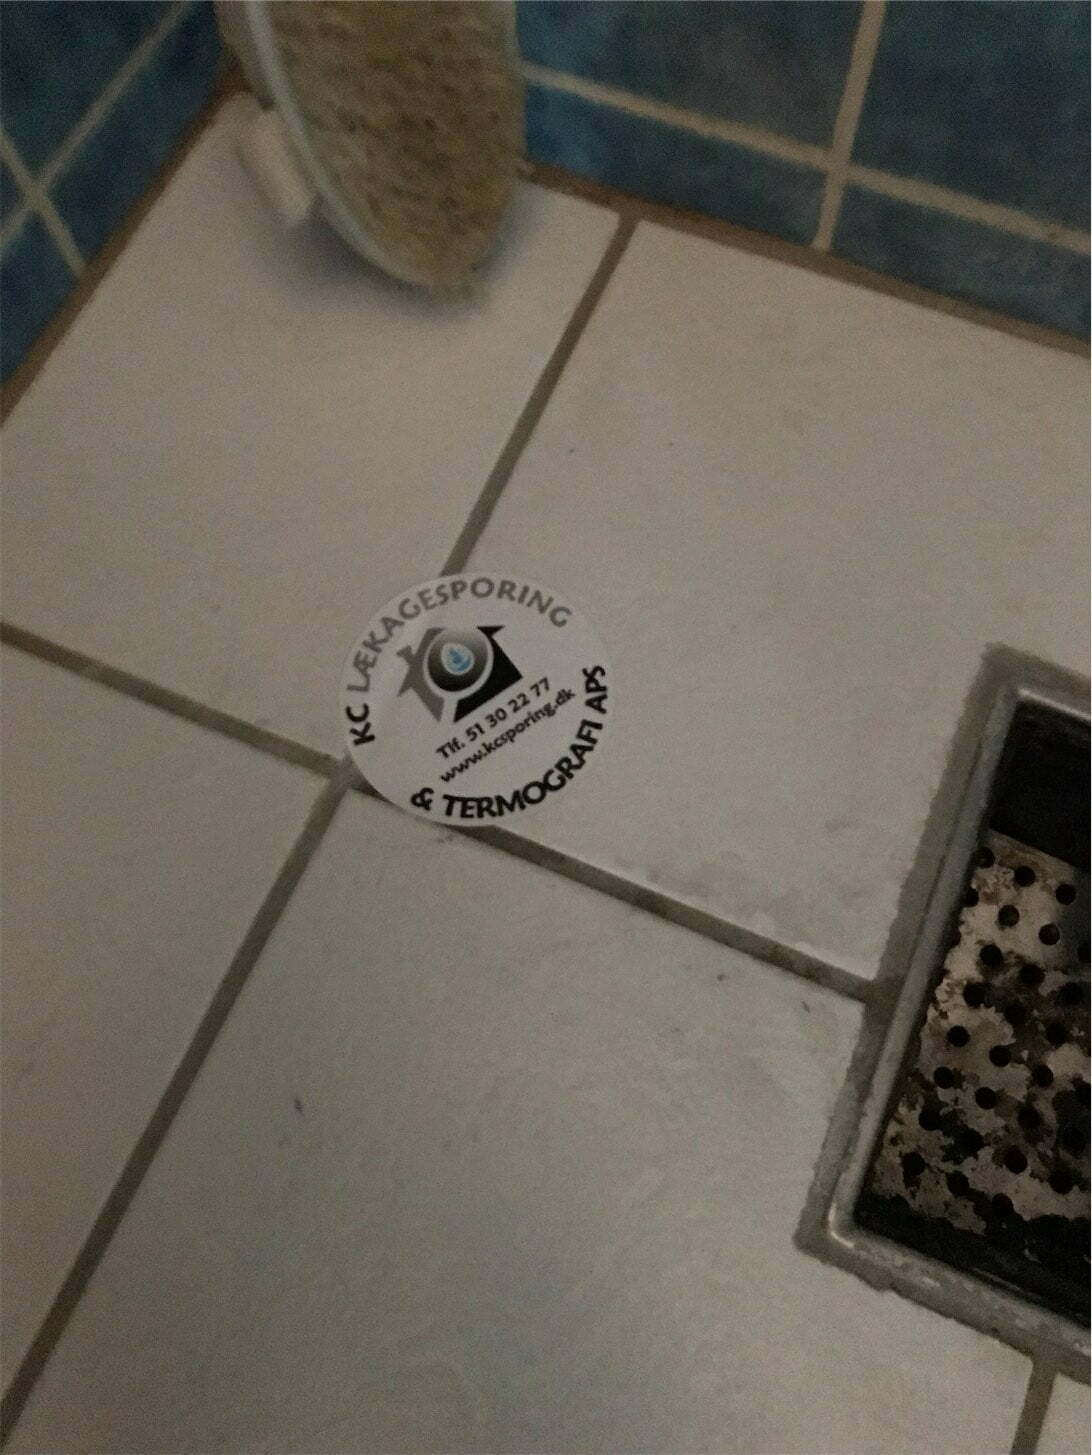 KC LÆKAGESPORING
Tlf. 51 30 22 77
www.kcsporing.dk
& TERMOGRAFI APS